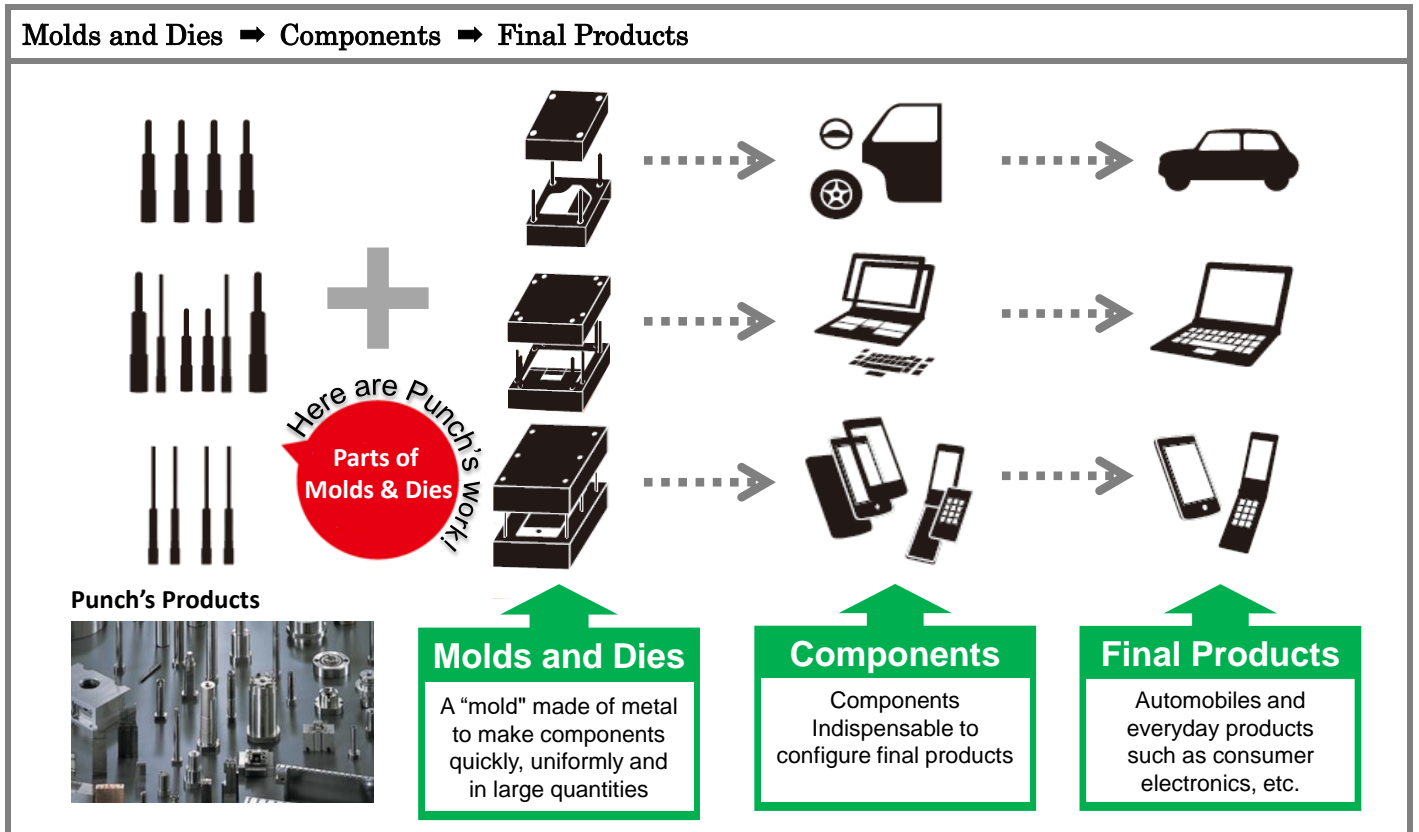 Molds and Dies ➡ Components ➡ Final Products
Here are Punch's work!
Parts of
Molds & Dies
Punch’s Products
Molds and Dies
A “mold" made of metal
to make components
quickly, uniformly and
in large quantities
Components
Components
Indispensable to
configure final products
Final Products
Automobiles and
everyday products
such as consumer
electronics, etc.